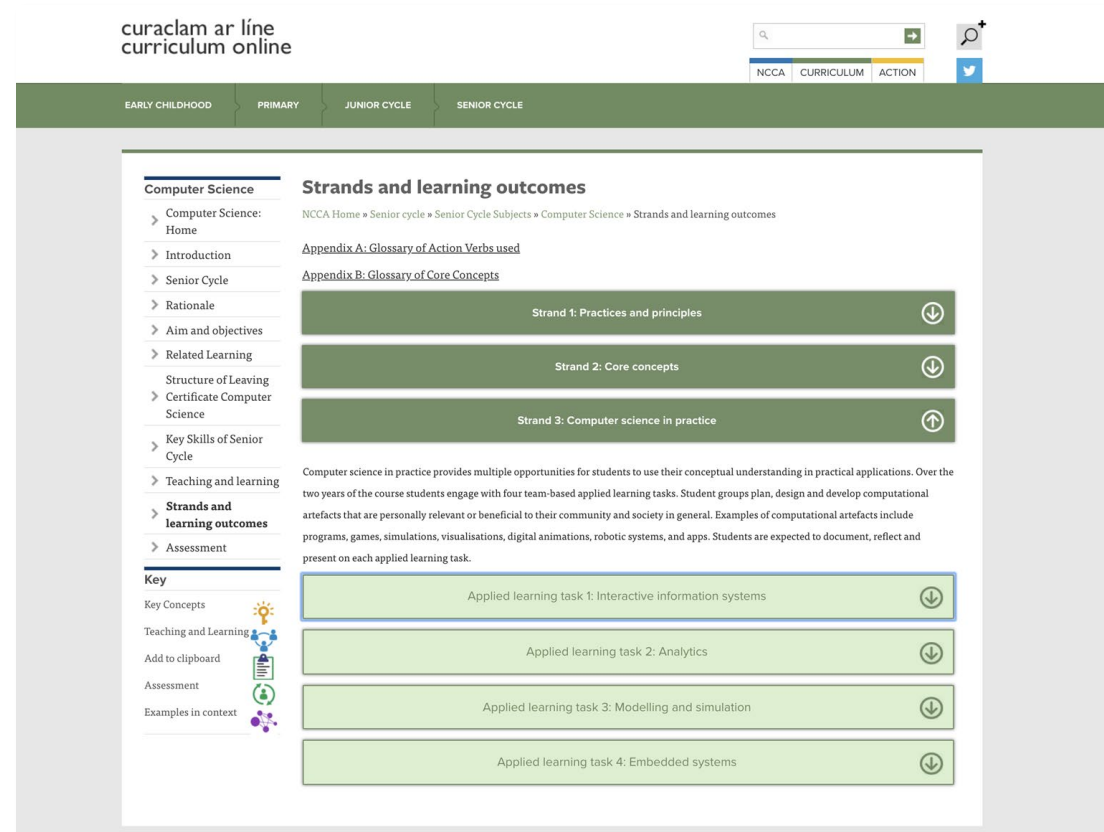 curaclam ar líne
curriculum online
NCCA CURRICULUM ACTION
EARLY CHILDHOOD PRIMARY JUNIOR CYCLE SENIOR CYCLE
Computer Science
Computer Science:
Home
Introduction
Senior Cycle
Rationale
Aim and objectives
Related Learning
Structure of Leaving
Certificate Computer
Science
Key Skills of Senior
Cycle
Teaching and learning
Strands and
learning outcomes
Assessment
Key
Key Concepts
Teaching and Learning
Add to clipboard
Assessment
Examples in context
Strands and learning outcomes
NCCA Home » Senior cycle » Senior Cycle Subjects » Computer Science » Strands and learning outcomes
Appendix A: Glossary of Action Verbs used
Appendix B: Glossary of Core Concepts
Strand 1: Practices and principles
Strand 2: Core concepts
Strand 3: Computer science in practice
Computer science in practice provides multiple opportunities for students to use their conceptual understanding in practical applications. Over the
two years of the course students engage with four team-based applied learning tasks. Student groups plan, design and develop computational
artefacts that are personally relevant or beneficial to their community and society in general. Examples of computational artefacts include
programs, games, simulations, visualisations, digital animations, robotic systems, and apps. Students are expected to document, reflect and
present on each applied learning task.
Applied learning task 1: Interactive information systems
Applied learning task 2: Analytics
Applied learning task 3: Modelling and simulation
Applied learning task 4: Embedded systems